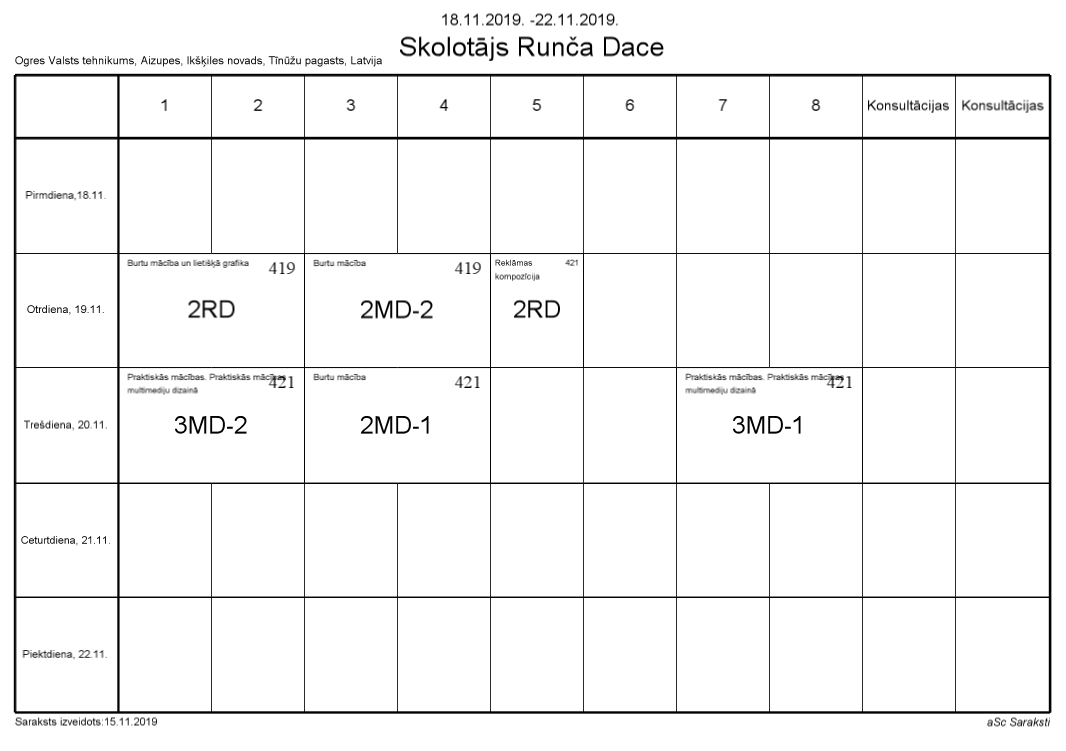 18.11.2019. -22.11.2019.
Skolotājs Runča Dace
Ogres Valsts tehnikums, Aizupes, Ikšķiles novads, Tīnūžu pagasts, Latvija
1 2 3 4 5 6 7 8 Konsultācijas Konsultācijas
Pirmdiena,18.11.
Otrdiena, 19.11.
Burtu mācība un lietišķā grafika 419
2RD
Burtu mācība 419
2MD-2
Reklāmas 421
kompozīcija
2RD
Trešdiena, 20.11.
Praktiskās mācības. Praktiskās mācības 421
multimediju dizainā
3MD-2
Burtu mācība 421
2MD-1
Praktiskās mācības. Praktiskās mācības 421
multimediju dizainā
3MD-1
Ceturtdiena, 21.11.
Piektdiena, 22.11.
Saraksts izveidots:15.11.2019
aSc Saraksti